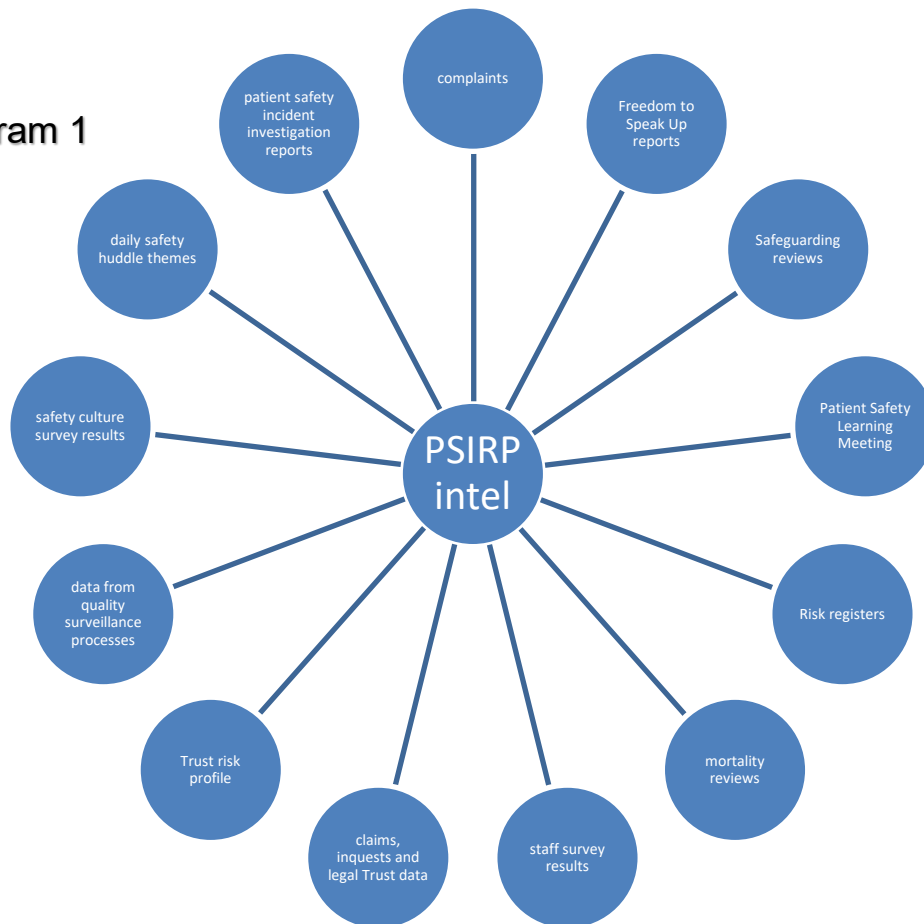 ram 1
complaints
Freedom to
Speak Up
reports
Safeguarding
reviews
Patient Safety
Learning
Meeting
Risk registers
mortality
reviews
staff survey
results
claims,
inquests and
legal Trust data
Trust risk
profile
data from
quality
surveillance
processes
safety culture
survey results
daily safety
huddle themes
patient safety
incident
investigation
reports
PSIRP
intel